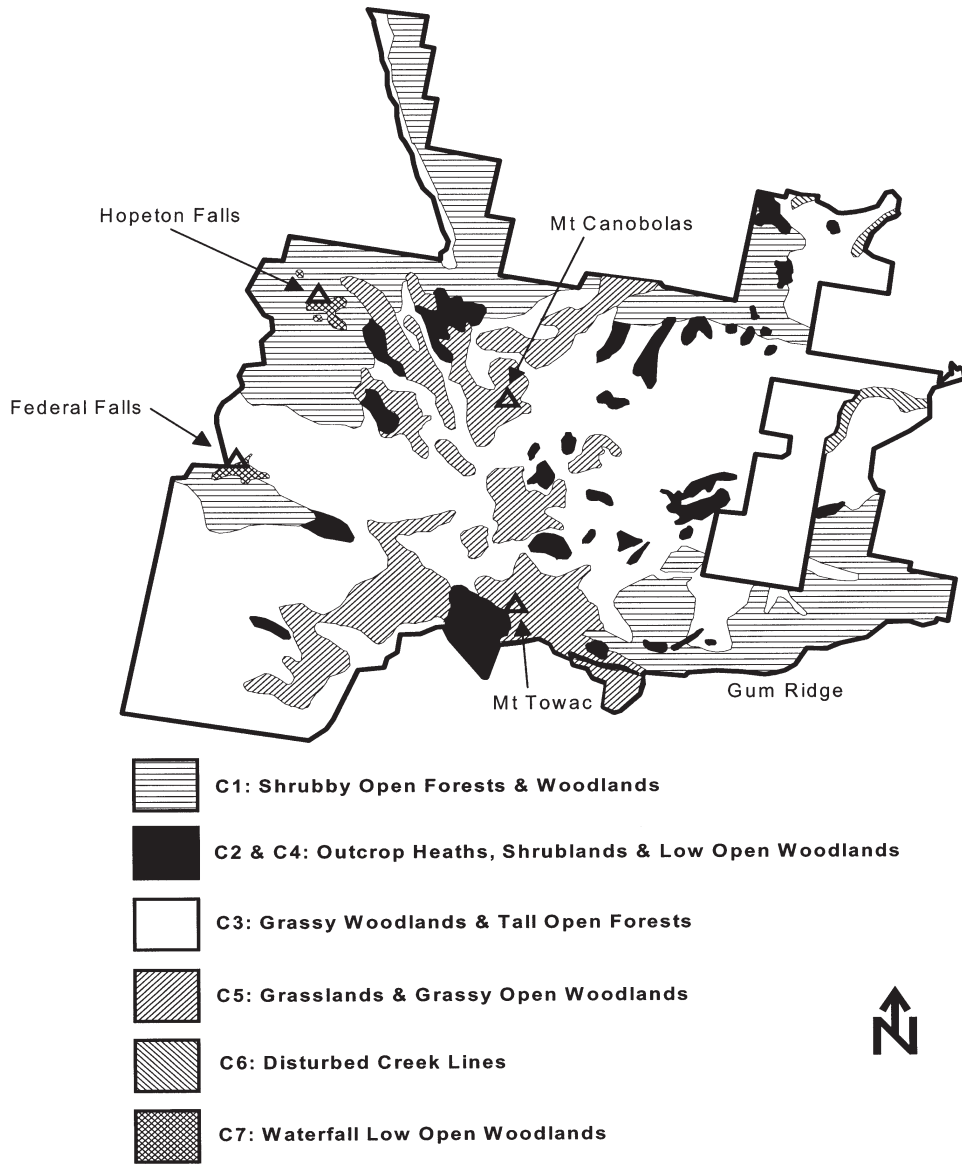 Hopeton Falls
Mt Canobolas
Federal Falls
Mt Towac
Gum Ridge
C1: Shrubby Open Forests & Woodlands
C2 & C4: Outcrop Heaths, Shrublands & Low Open Woodlands
C3: Grassy Woodlands & Tall Open Forests
C5: Grasslands & Grassy Open Woodlands
N
C6: Disturbed Creek Lines
C7: Waterfall Low Open Woodlands